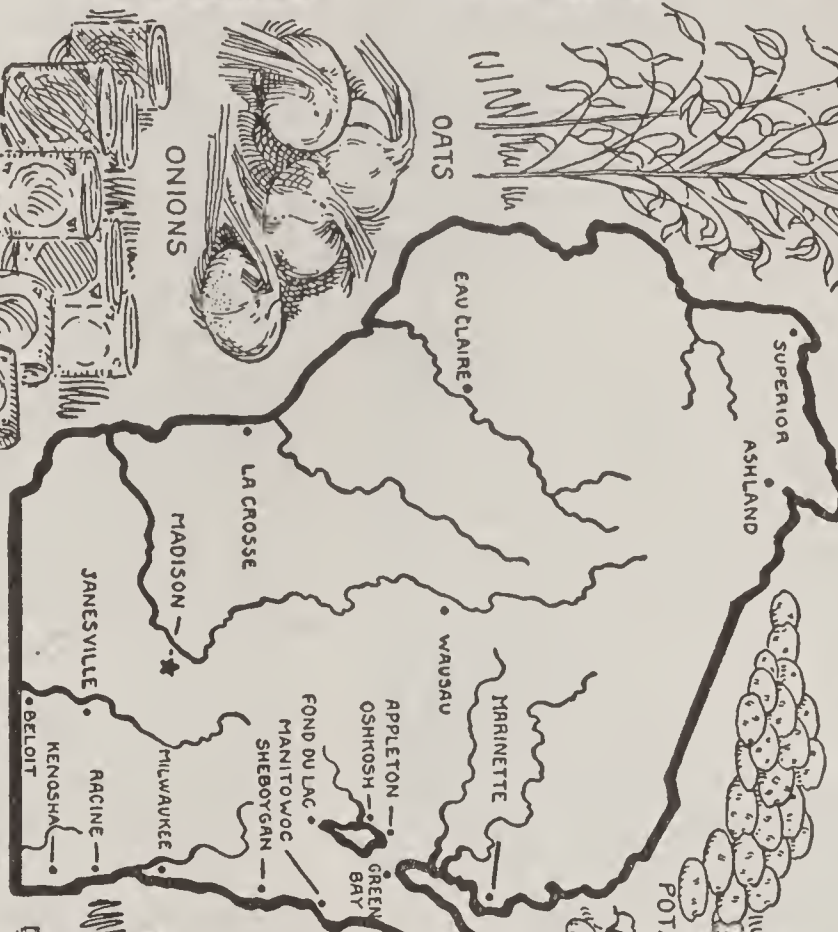 SUPERIOR
ASHLAND
POT
MARINETTE
EAU CLAIRE
WAUSAU
OATS
APPLETON
OSHKOSH
GREEN
BAY
FOND DU LAC
MANITOWOC
SHEBOYGAN
LA CROSSE
MADISON
ONIONS
MILWAUKEE
RACINE
JANESVILLE
KENOSHA
BELOIT